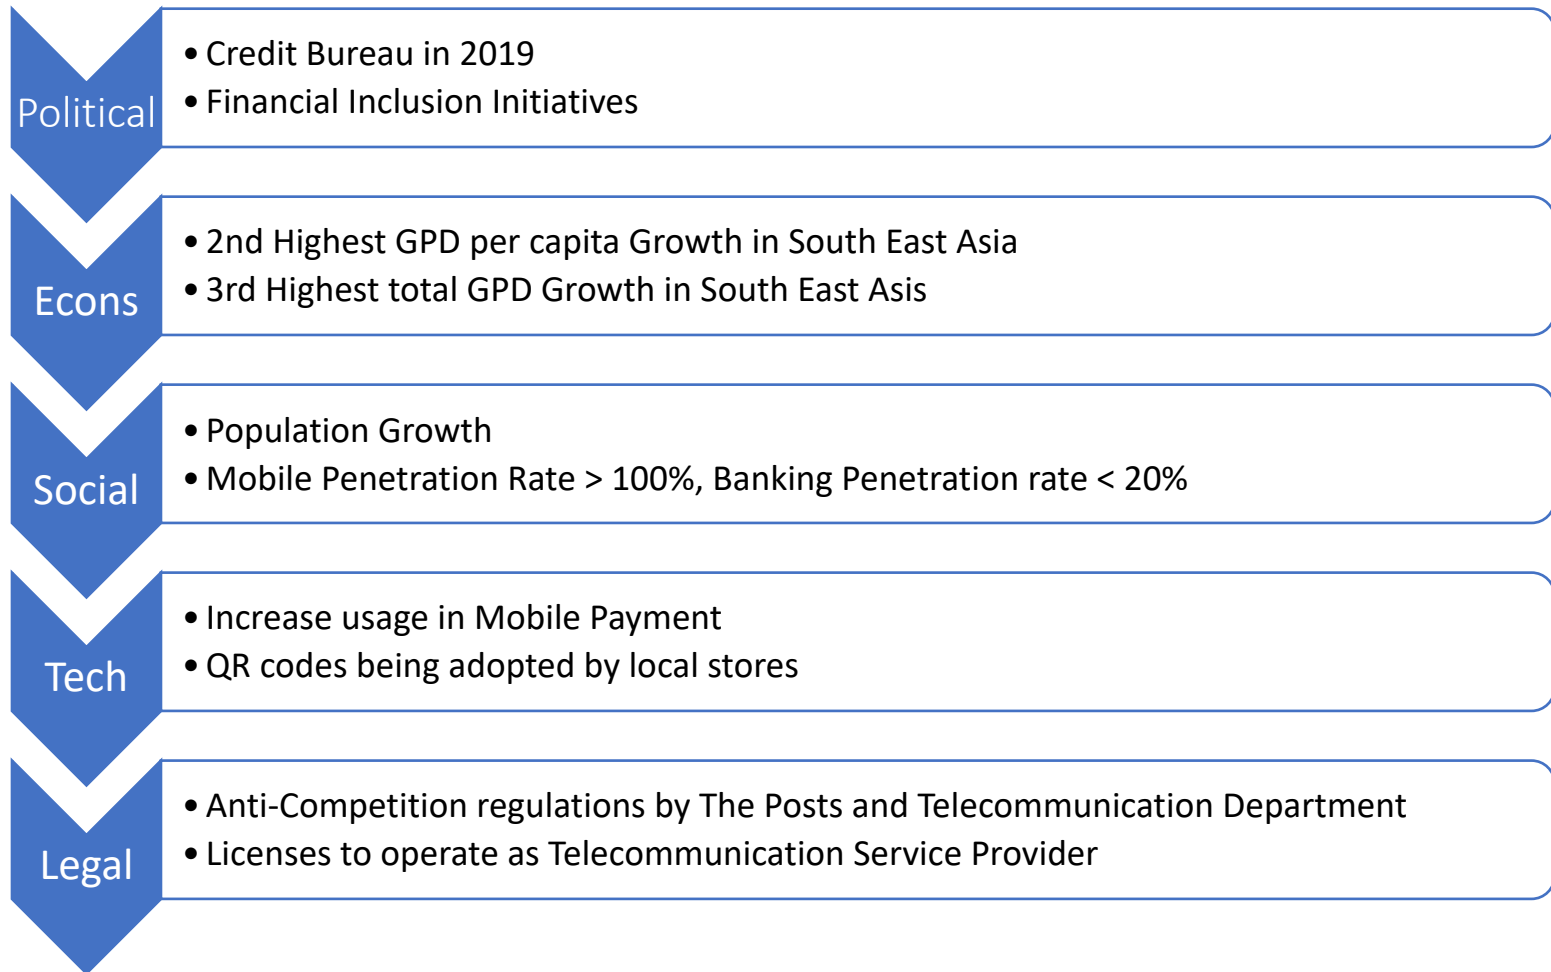 Political
• Credit Bureau in 2019
• Financial Inclusion Initiatives
Econs
• 2nd Highest GPD per capita Growth in South East Asia
• 3rd Highest total GPD Growth in South East Asis
Social
• Population Growth
• Mobile Penetration Rate > 100%, Banking Penetration rate < 20%
Tech
• Increase usage in Mobile Payment
• QR codes being adopted by local stores
Legal
• Anti-Competition regulations by The Posts and Telecommunication Department
• Licenses to operate as Telecommunication Service Provider